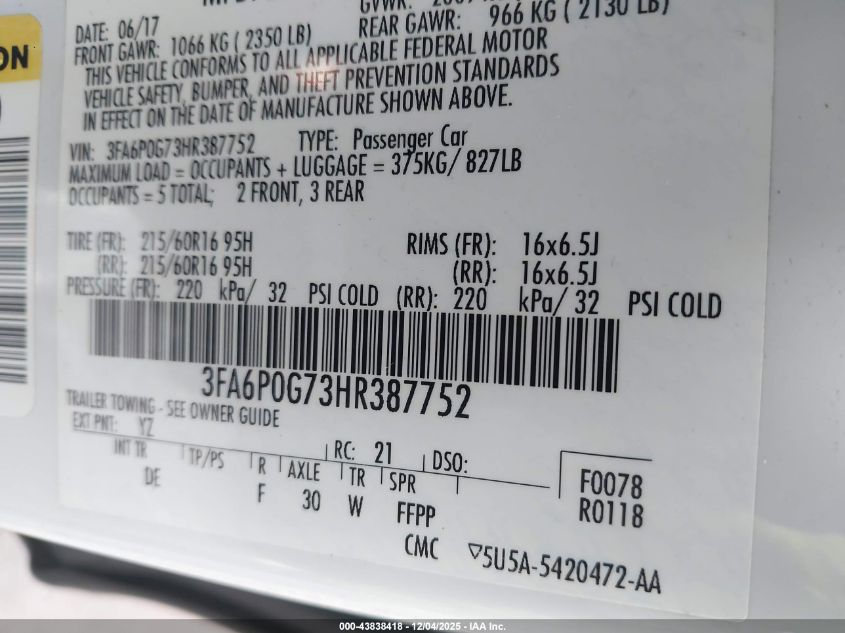 ON
DATE: 06/17
REAR GAWR: 966 KG ( 2130 LB)
FRONT GAWR: 1066 KG ( 2350 LB)
THIS VEHICLE CONFORMS TO ALL APPLICABLE FEDERAL MOTOR
VEHICLE SAFETY, BUMPER, AND THEFT PREVENTION STANDARDS
IN EFFECT ON THE DATE OF MANUFACTURE SHOWN ABOVE.
VIN: 3FA6P0G73HR387752 TYPE: Passenger Car
MAXIMUM LOAD = OCCUPANTS + LUGGAGE = 375KG/ 827LB
OCCUPANTS = 5 TOTAL; 2 FRONT, 3 REAR
TIRE (FR): 215/60R16 95H RIMS (FR): 16x6.5J
(RR): 215/60R16 95H (RR): 16x6.5J
PRESSURE (FR): 220 kPa/ 32 PSI COLD (RR): 220 kPa/ 32 PSI COLD
3FA6P0G73HR387752
TRAILER TOWING - SEE OWNER GUIDE
EXT PNT: YZ RC: 21 DSO:
INT TR TP/PS R AXLE TR SPR
DE F 30 W FFPP
F0078
R0118
CMC ▽5U5A-5420472-AA
000-43838418 - 12/04/2025 - IAA Inc.